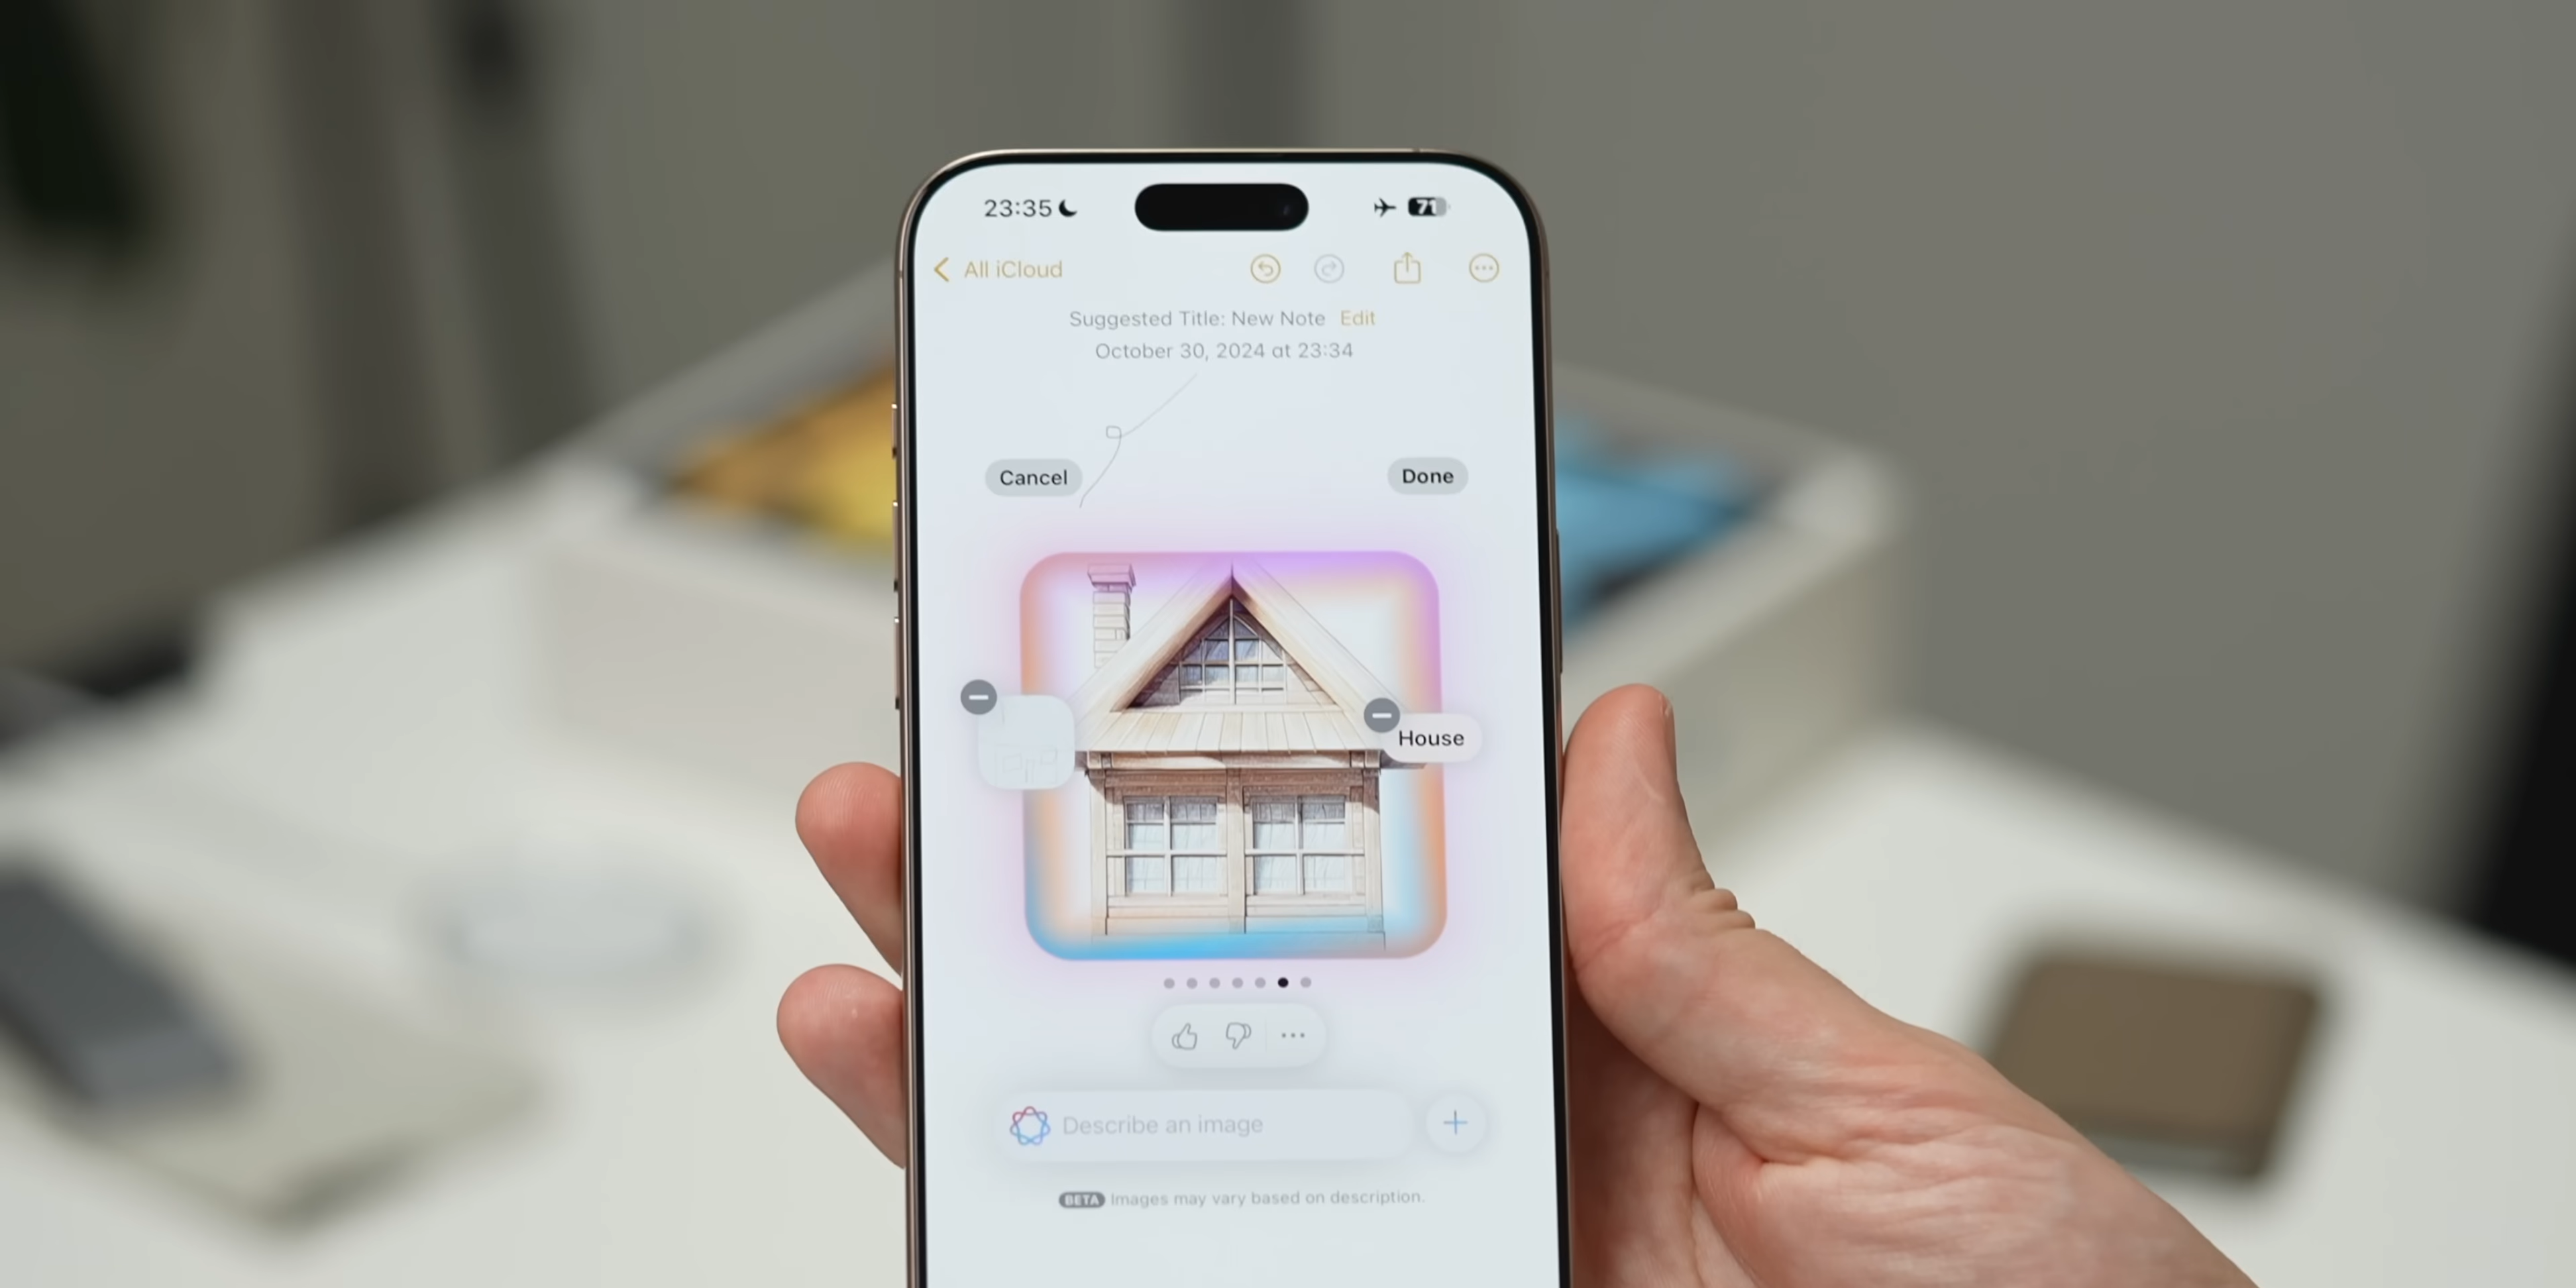 23:35
71
All iCloud
Suggested Title: New Note Edit
October 30, 2024 at 23:34
Cancel
Done
House
Describe an image
BETA Images may vary based on description.